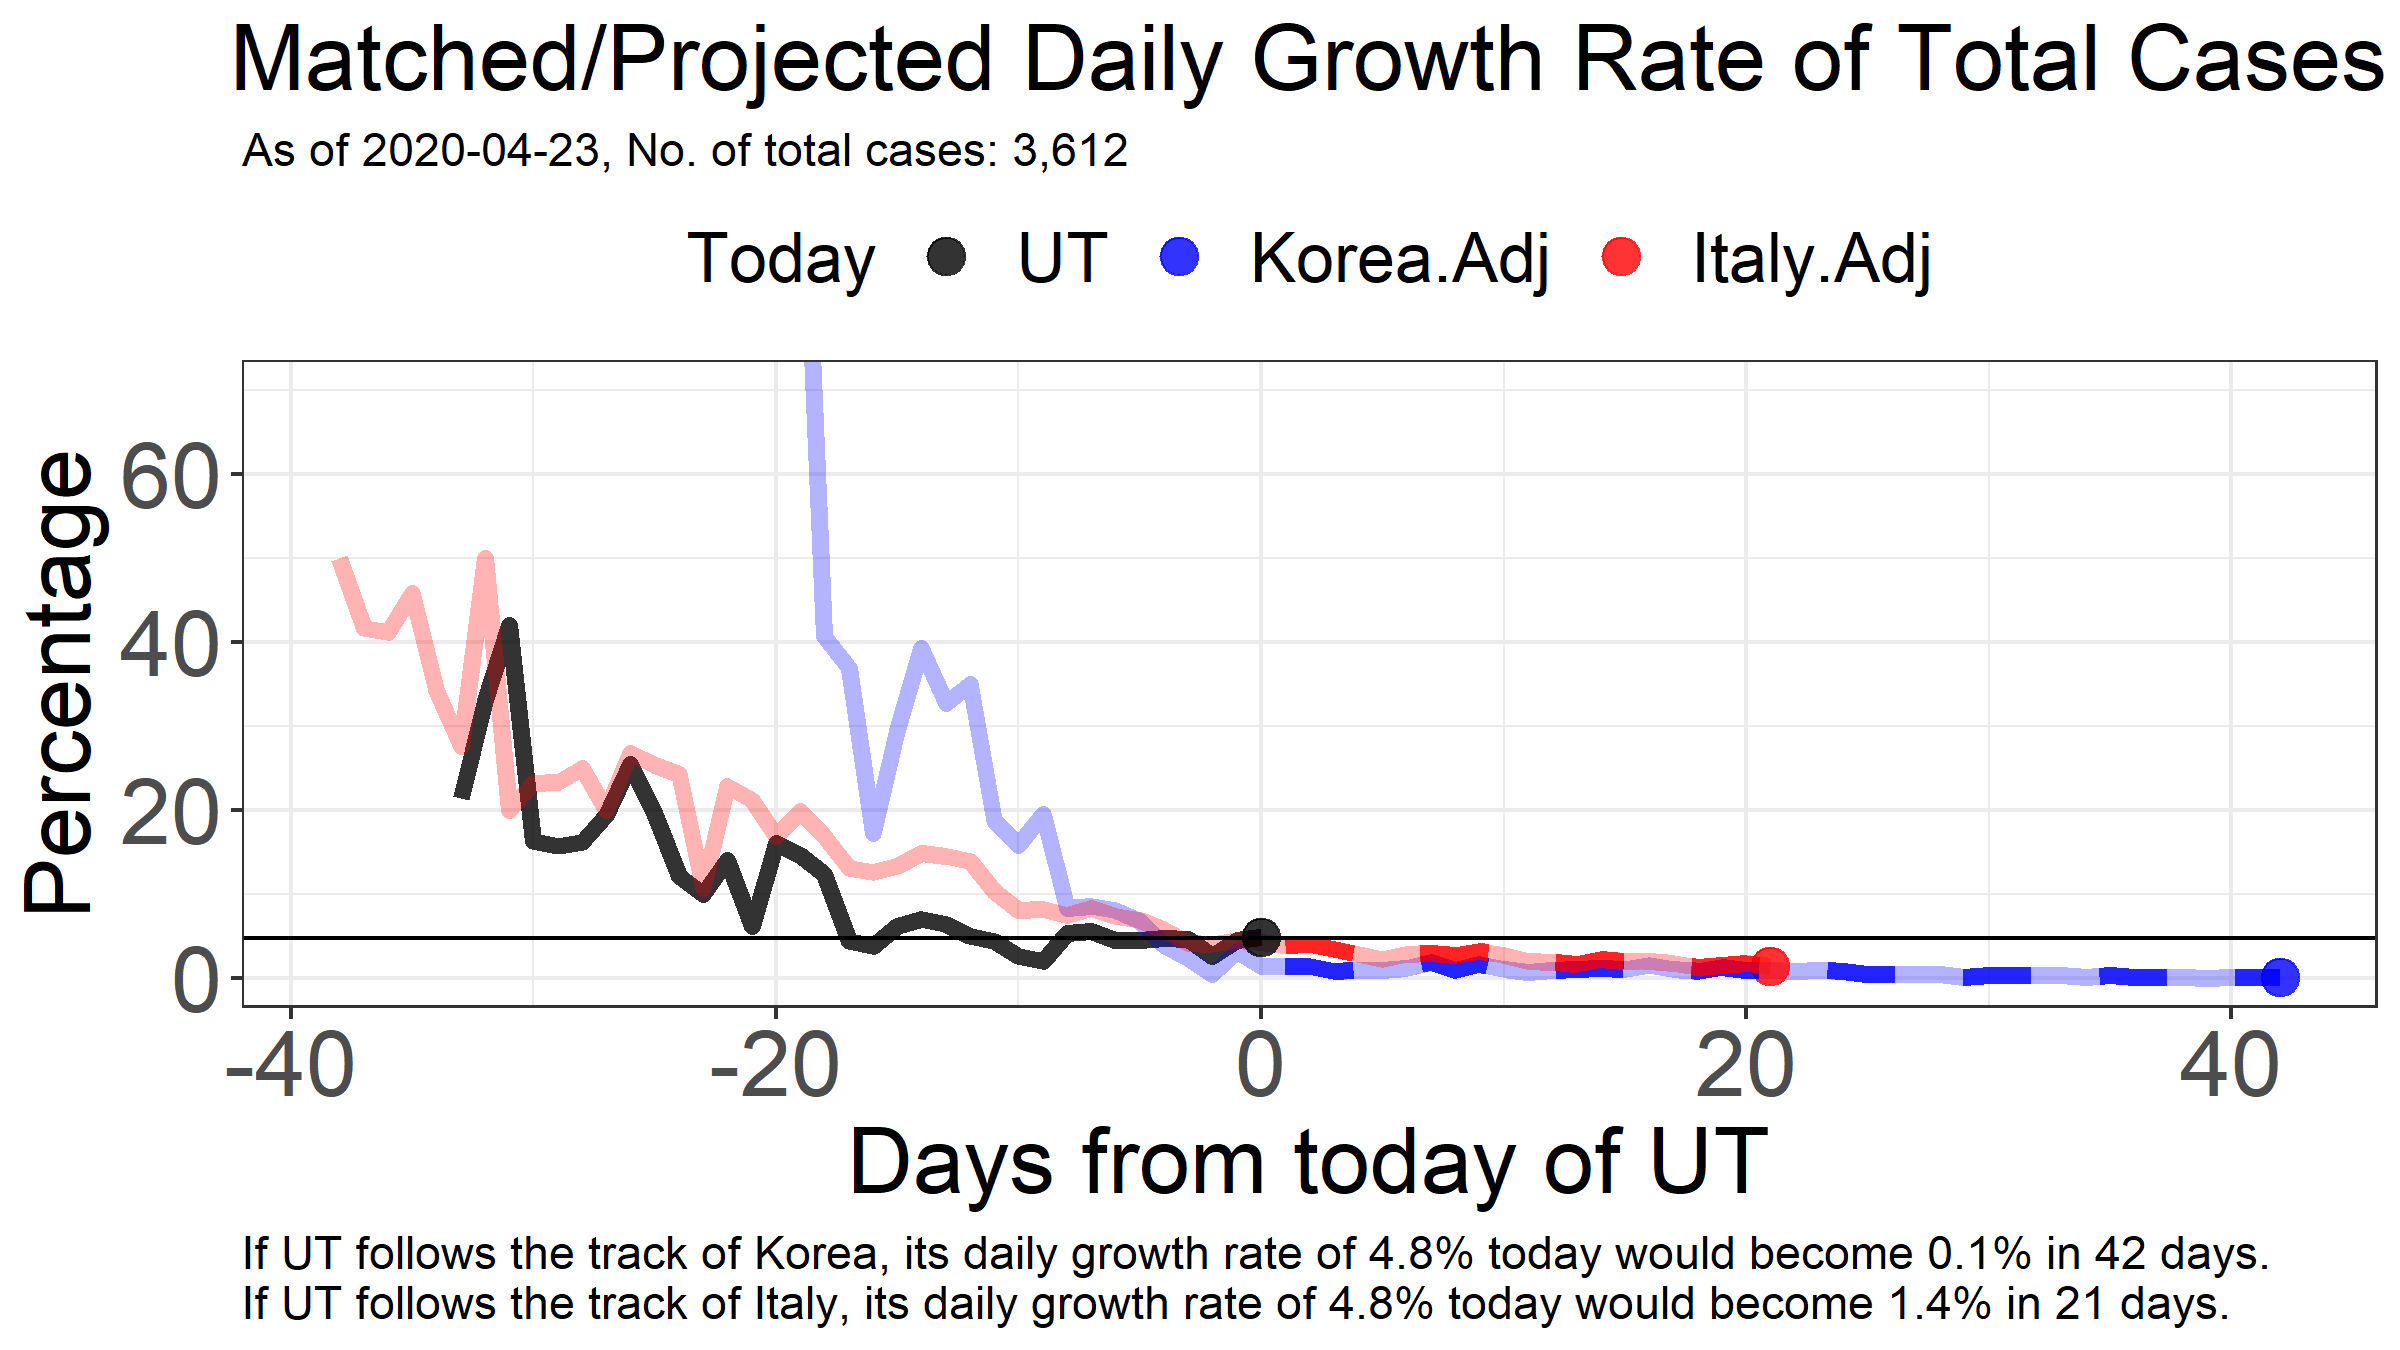 Matched/Projected Daily Growth Rate of Total Cases
As of 2020-04-23, No. of total cases: 3,612
Today UT Korea.Adj Italy.Adj
Percentage
60
40
20
0
-40 -20 0 20 40
Days from today of UT
If UT follows the track of Korea, its daily growth rate of 4.8% today would become 0.1% in 42 days.
If UT follows the track of Italy, its daily growth rate of 4.8% today would become 1.4% in 21 days.